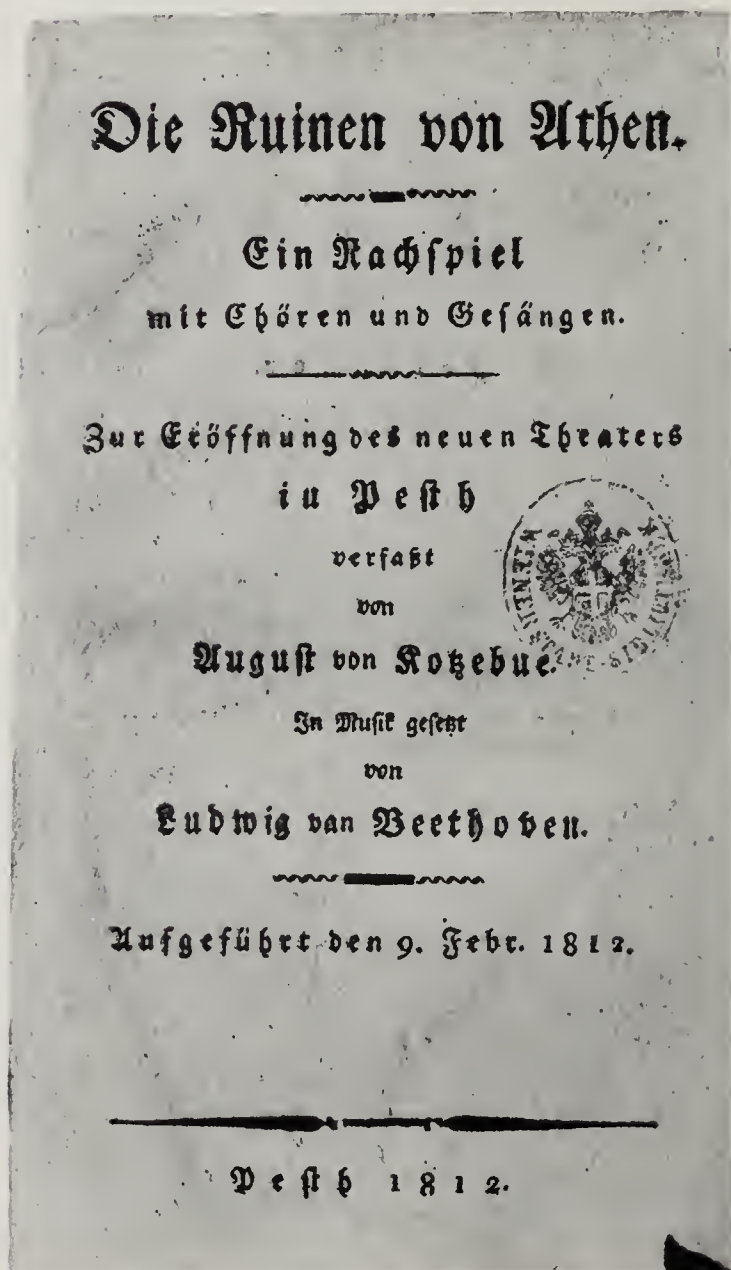 Die Ruinen von Athen.
Ein Nachspiel
mit Chören und Gesängen.
Zur Eröffnung des neuen Theaters
in Pesth
verfaßt
von
August von Kotzebue.
In Musik gesetzt
von
Ludwig van Beethoven.
Aufgeführt den 9. Febr. 1812.
Pesth 1812.